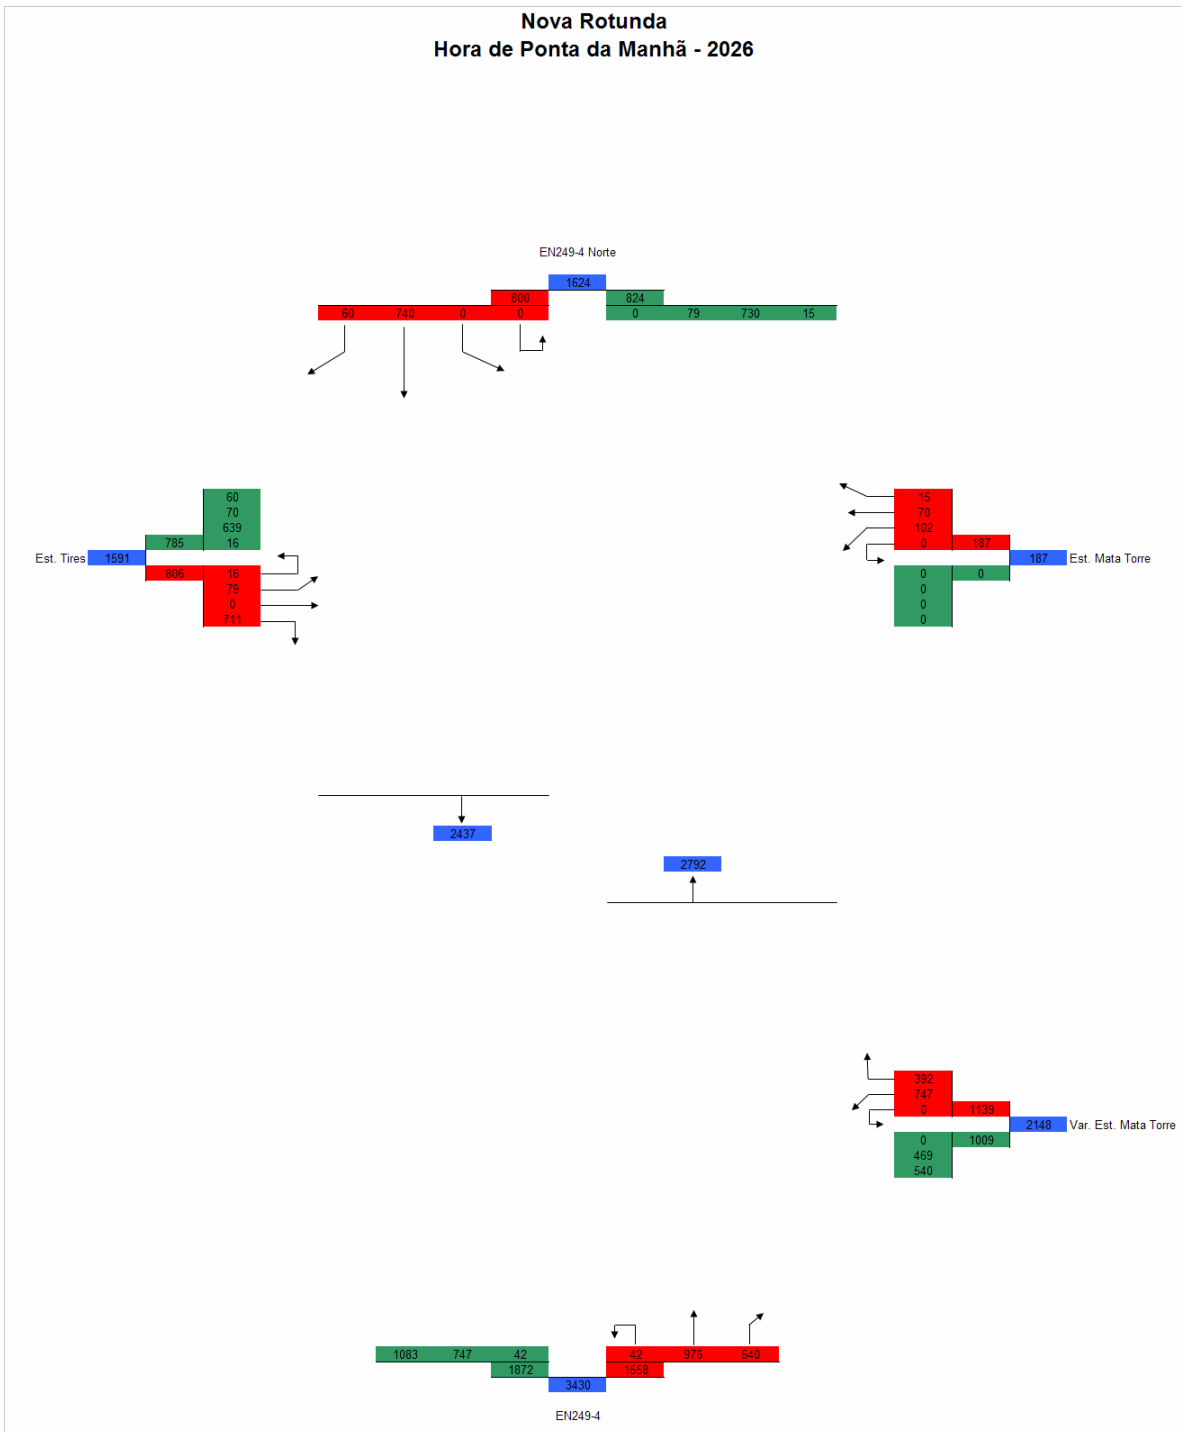 Nova Rotunda
Hora de Ponta da Manhã - 2026
EN249-4 Norte
1624
800 824
60 740 0 0 0 79 730 15
60 15
70 70
639 102
785 16 0 187
Est. Tires 1591 187 Est. Mata Torre
806 16 0 0
79 0
0 0
711 0
2437
2792
392
747
0 1139
2148 Var. Est. Mata Torre
0 1009
469
540
1083 747 42 42 976 540
1872 1558
3430
EN249-4